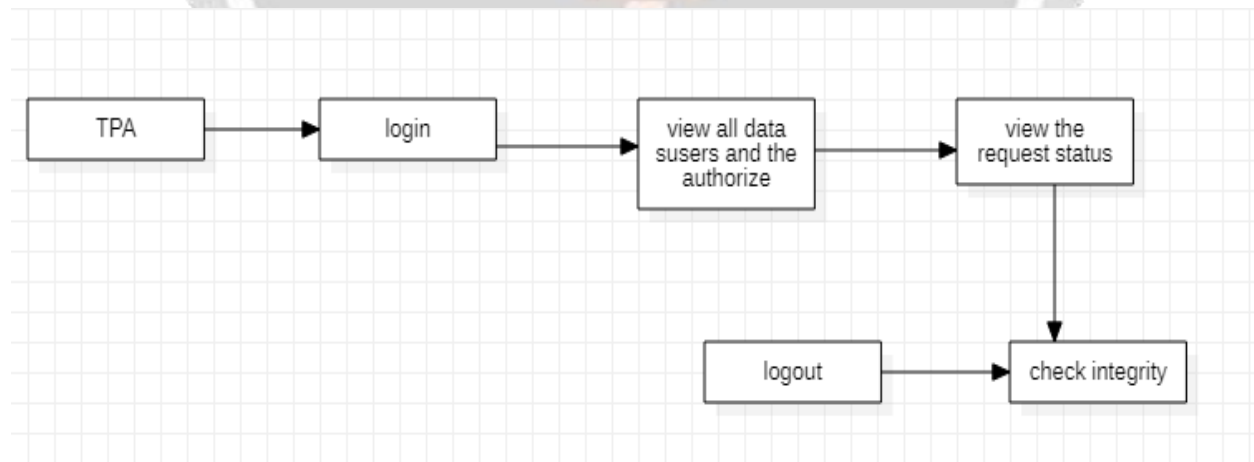 TPA
login
view all data
susers and the
authorize
view the
request status
logout
check integrity